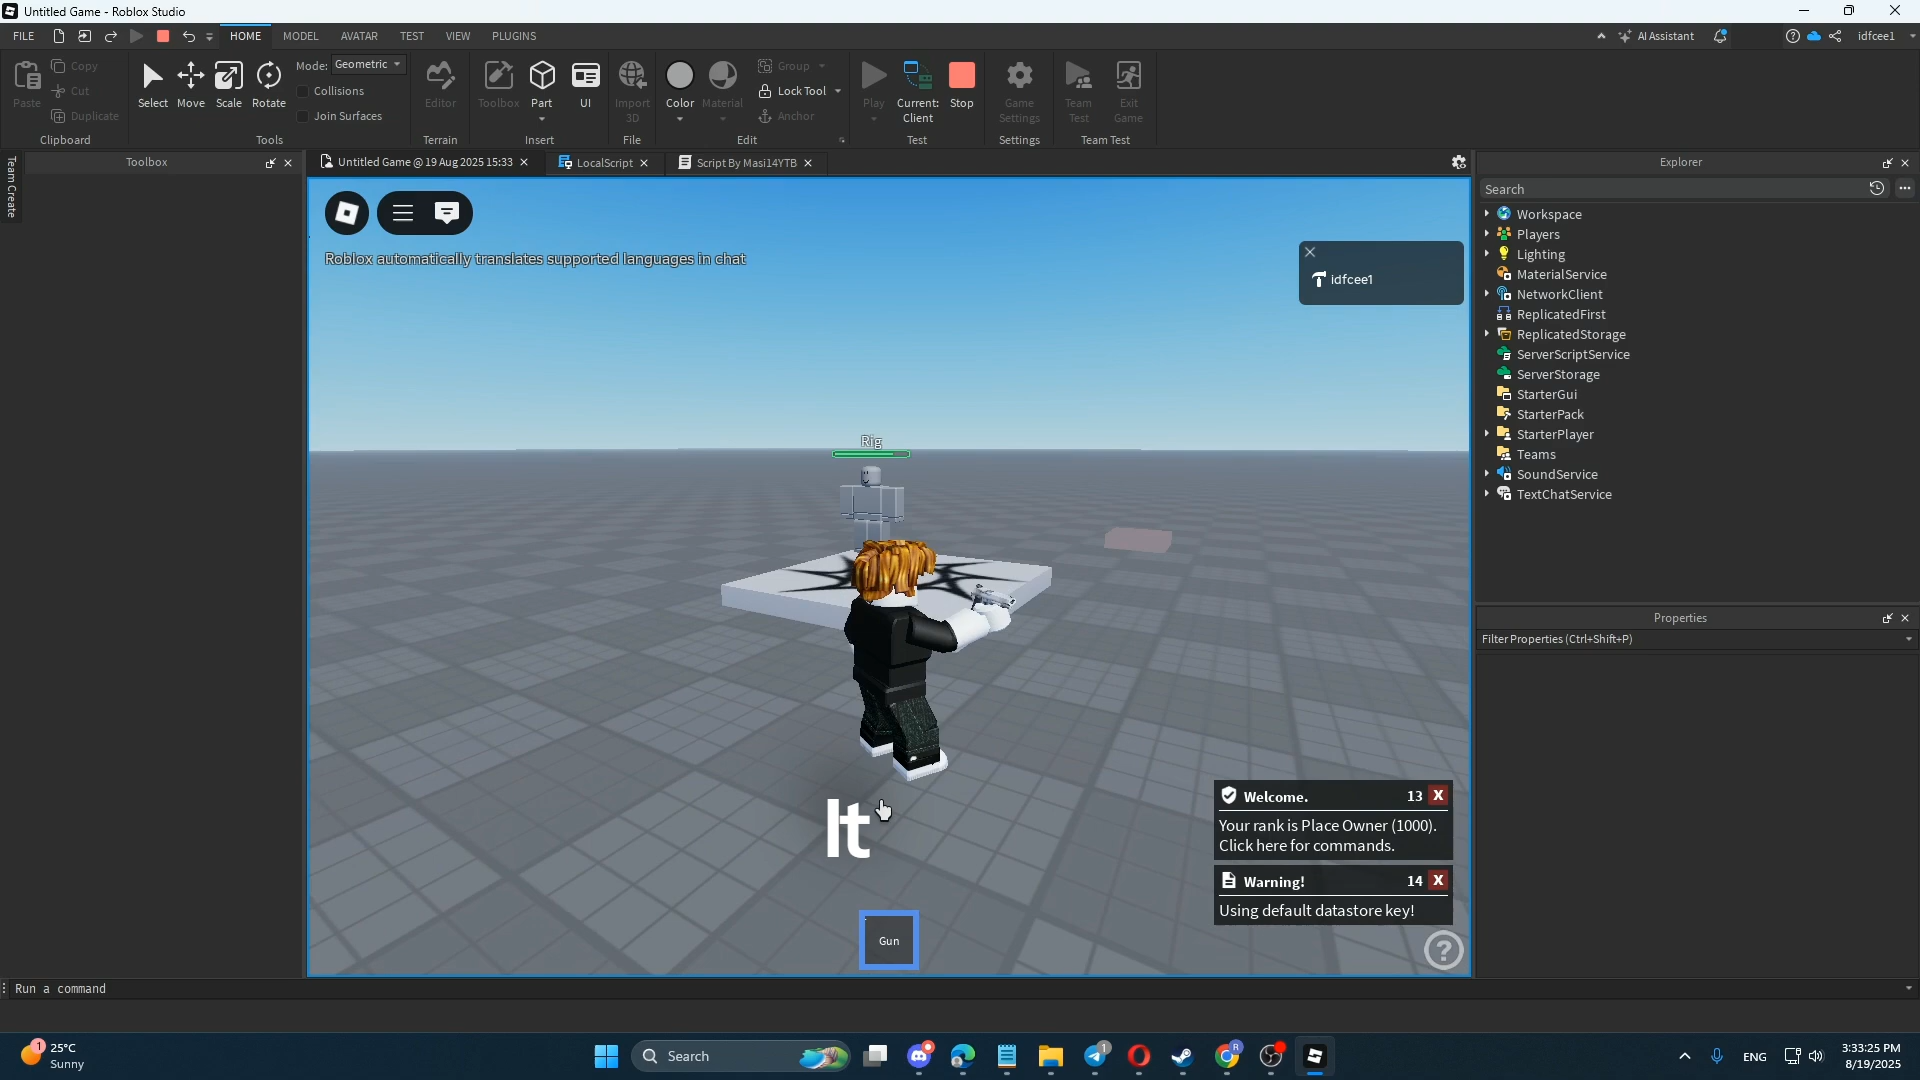 Untitled Game - Roblox Studio
FILE
HOME
MODEL
AVATAR
TEST
VIEW
PLUGINS
AI Assistant
idfcee1
Paste
Copy
Cut
Duplicate
Clipboard
Select
Move
Scale
Rotate
Mode: Geometric
Collisions
Join Surfaces
Tools
Editor
Terrain
Toolbox
Part
UI
Insert
Import
3D
File
Color
Material
Group
Lock Tool
Anchor
Edit
Play
Current:
Client
Stop
Test
Game
Settings
Settings
Team
Test
Exit
Game
Team Test
Team Create
Toolbox
Untitled Game @ 19 Aug 2025 15:33
LocalScript
Script By Masi14YTB
Roblox automatically translates supported languages in chat
idfcee1
Rig
It
Welcome.
13
X
Your rank is Place Owner (1000).
Click here for commands.
Warning!
14
X
Using default datastore key!
?
Gun
Explorer
Search
Workspace
Players
Lighting
MaterialService
NetworkClient
ReplicatedFirst
ReplicatedStorage
ServerScriptService
ServerStorage
StarterGui
StarterPack
StarterPlayer
Teams
SoundService
TextChatService
Properties
Filter Properties (Ctrl+Shift+P)
Run a command
1
25°C
Sunny
Search
1
R
ENG
3:33:25 PM
8/19/2025